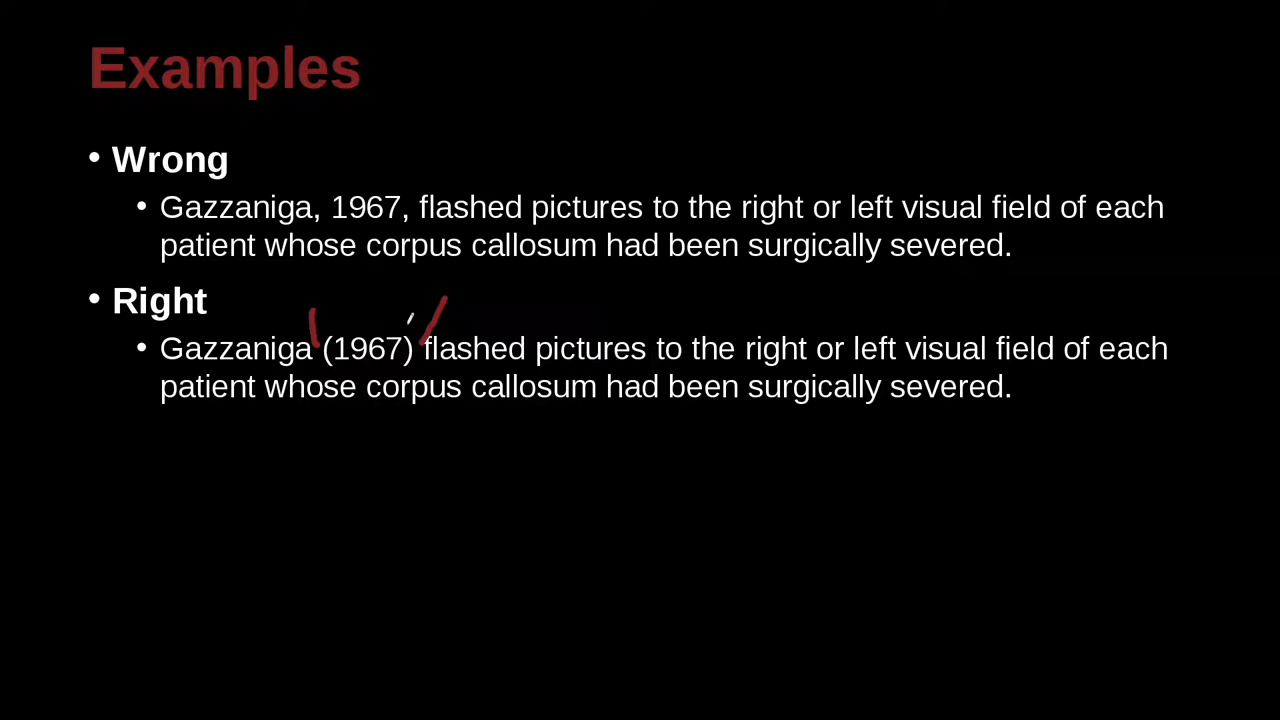 Examples
• Wrong
• Gazzaniga, 1967, flashed pictures to the right or left visual field of each
patient whose corpus callosum had been surgically severed.
• Right
• Gazzaniga (1967) flashed pictures to the right or left visual field of each
patient whose corpus callosum had been surgically severed.